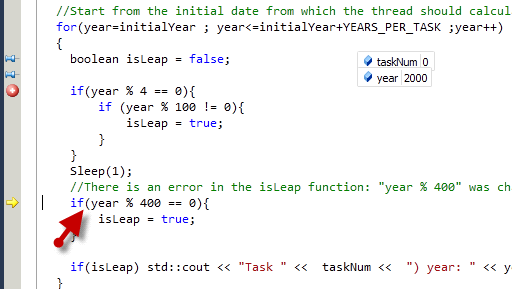 //Start from the initial date from which the thread should calcul
for(year=initialYear ; year<=initialYear+YEARS_PER_TASK ;year++)
{
boolean isLeap = false;
taskNum 0
year 2000
if(year % 4 == 0){
if (year % 100 != 0){
isLeap = true;
}
}
Sleep(1);
//There is an error in the isLeap function: "year % 400" was ch
if(year % 400 == 0){
isLeap = true;
}
if(isLeap) std::cout << "Task " << taskNum << ") year: " << ye
}